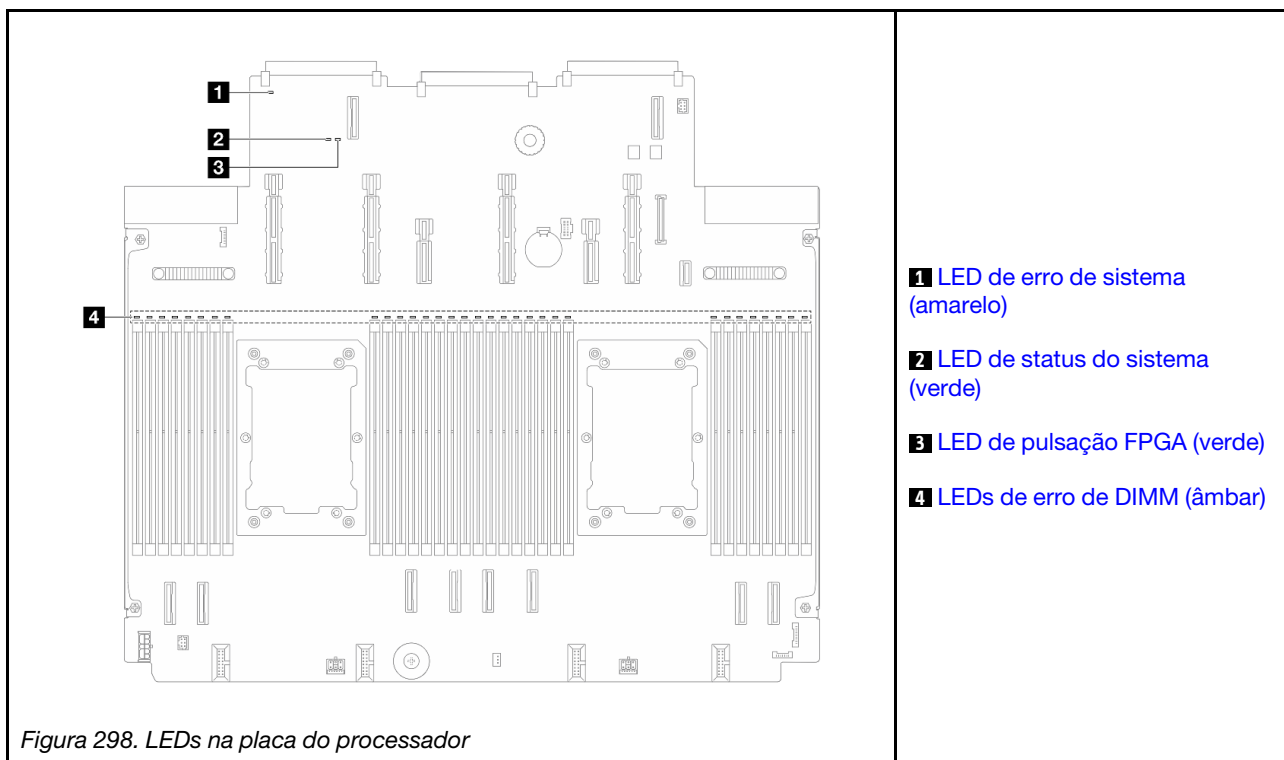 1
2
3
4
Figura 298. LEDs na placa do processador
1 LED de erro de sistema
(amarelo)
2 LED de status do sistema
(verde)
3 LED de pulsação FPGA (verde)
4 LEDs de erro de DIMM (âmbar)